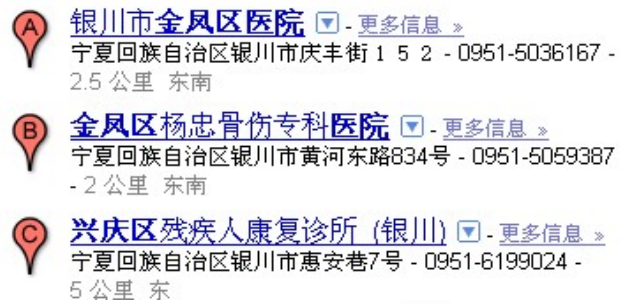 A 银川市金凤区医院 - 更多信息 »
宁夏回族自治区银川市庆丰街１５２ - 0951-5036167 -
2.5 公里 东南
B 金凤区杨忠骨伤专科医院 - 更多信息 »
宁夏回族自治区银川市黄河东路834号 - 0951-5059387
- 2 公里 东南
C 兴庆区残疾人康复诊所 (银川) - 更多信息 »
宁夏回族自治区银川市惠安巷7号 - 0951-6199024 -
5 公里 东